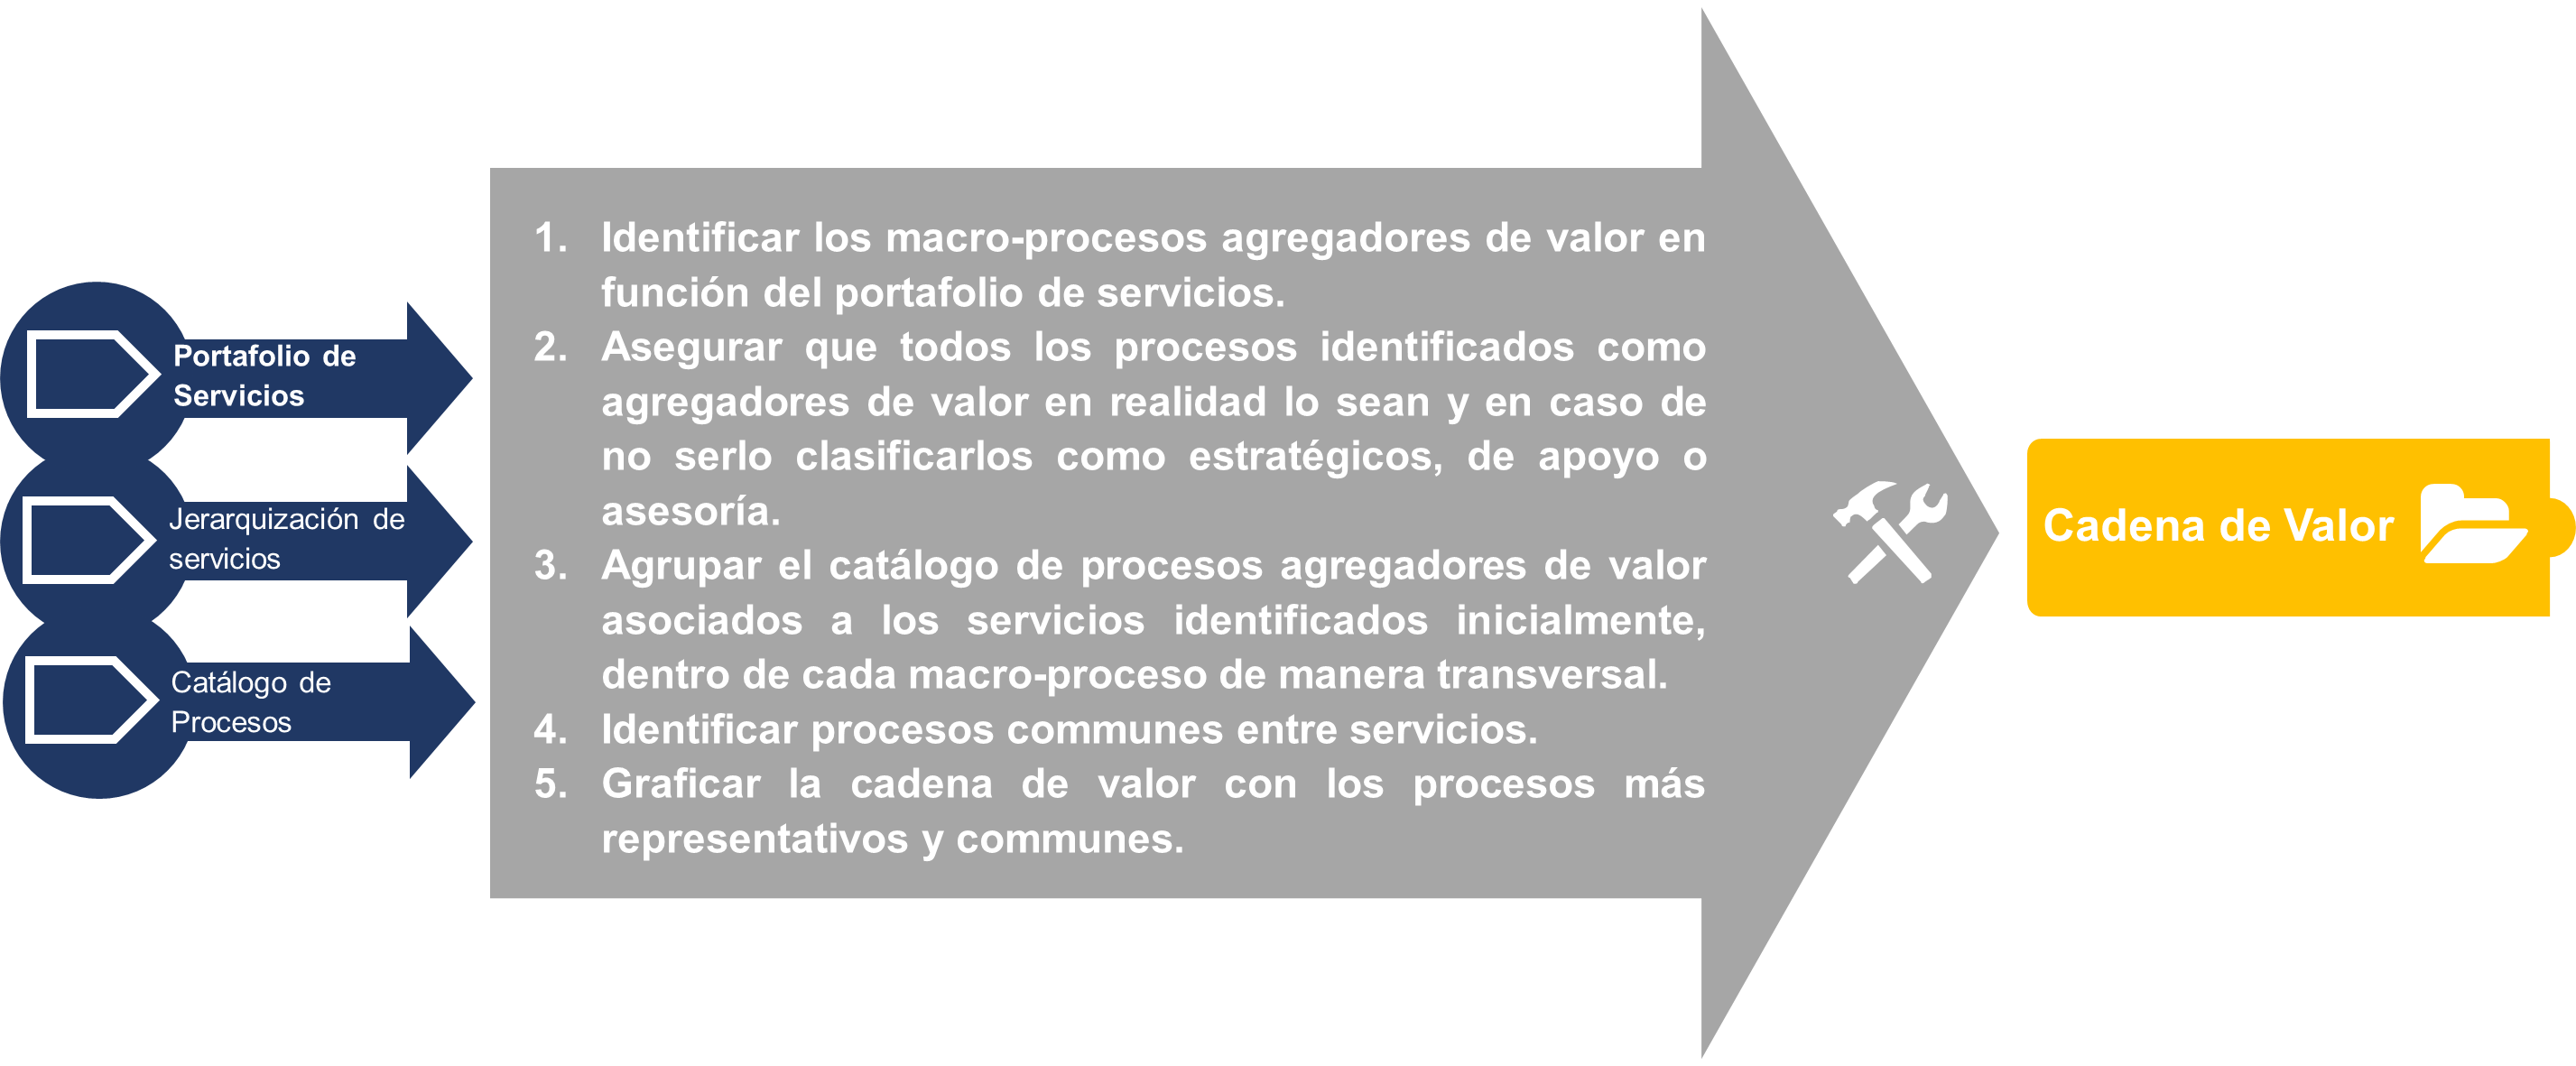 Portafolio de
Servicios
Jerarquización de
servicios
Catálogo de
Procesos
1. Identificar los macro-procesos agregadores de valor en
función del portafolio de servicios.
2. Asegurar que todos los procesos identificados como
agregadores de valor en realidad lo sean y en caso de
no serlo clasificarlos como estratégicos, de apoyo o
asesoría.
3. Agrupar el catálogo de procesos agregadores de valor
asociados a los servicios identificados inicialmente,
dentro de cada macro-proceso de manera transversal.
4. Identificar procesos communes entre servicios.
5. Graficar la cadena de valor con los procesos más
representativos y communes.
Cadena de Valor